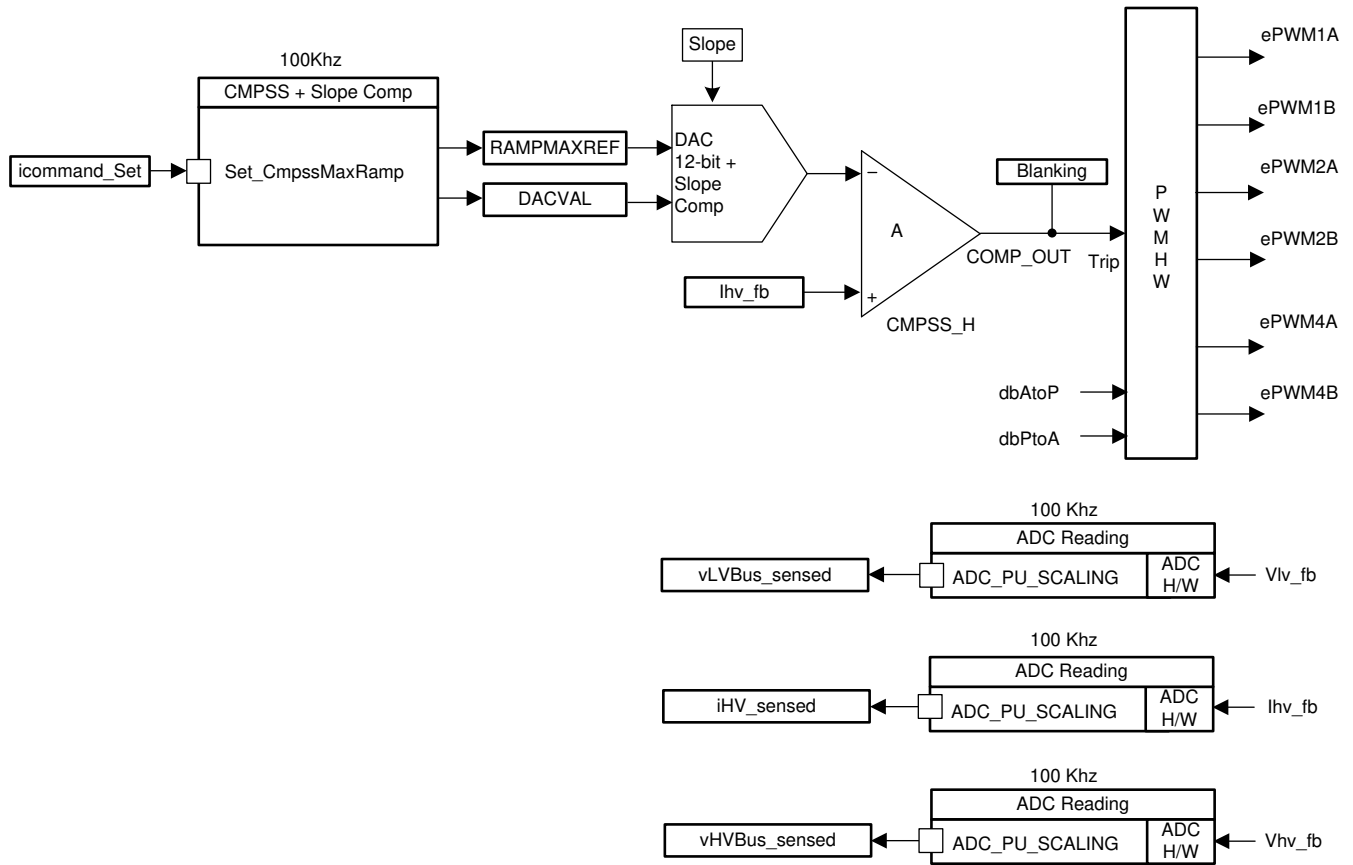 100Khz
CMPSS + Slope Comp
icommand_Set
Set_CmpssMaxRamp
RAMPMAXREF
DACVAL
Slope
DAC
12-bit +
Slope
Comp
Ihv_fb
−
A
+
CMPSS_H
COMP_OUT
Blanking
Trip
P
W
M
H
W
dbAtoP
dbPtoA
ePWM1A
ePWM1B
ePWM2A
ePWM2B
ePWM4A
ePWM4B
100 Khz
ADC Reading
vLVBus_sensed
ADC_PU_SCALING
ADC
H/W
Vlv_fb
100 Khz
ADC Reading
iHV_sensed
ADC_PU_SCALING
ADC
H/W
Ihv_fb
100 Khz
ADC Reading
vHVBus_sensed
ADC_PU_SCALING
ADC
H/W
Vhv_fb